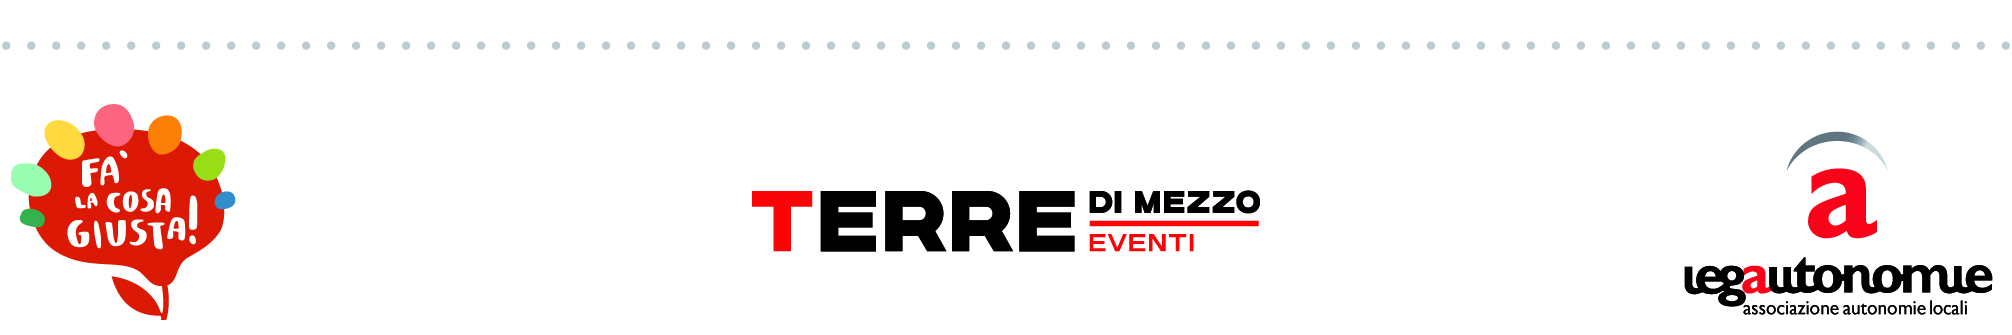 FA`
LA COSA
GIUSTA!
TERRE DI MEZZO
EVENTI
a
legautonomie
associazione autonomie locali